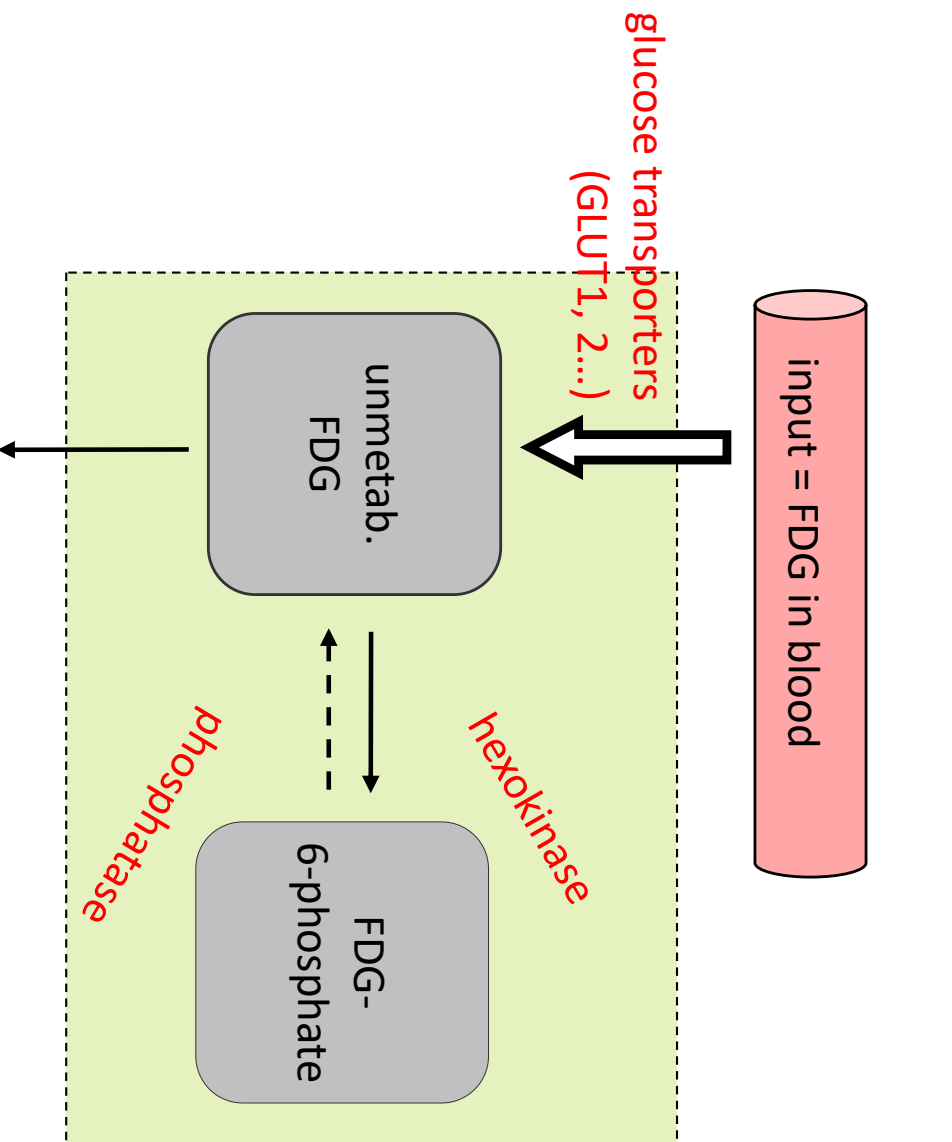 input = FDG in blood
glucose transporters
(GLUT1, 2...)
hexokinase
unmetab.
FDG
FDG-
6-phosphate
phosphatase